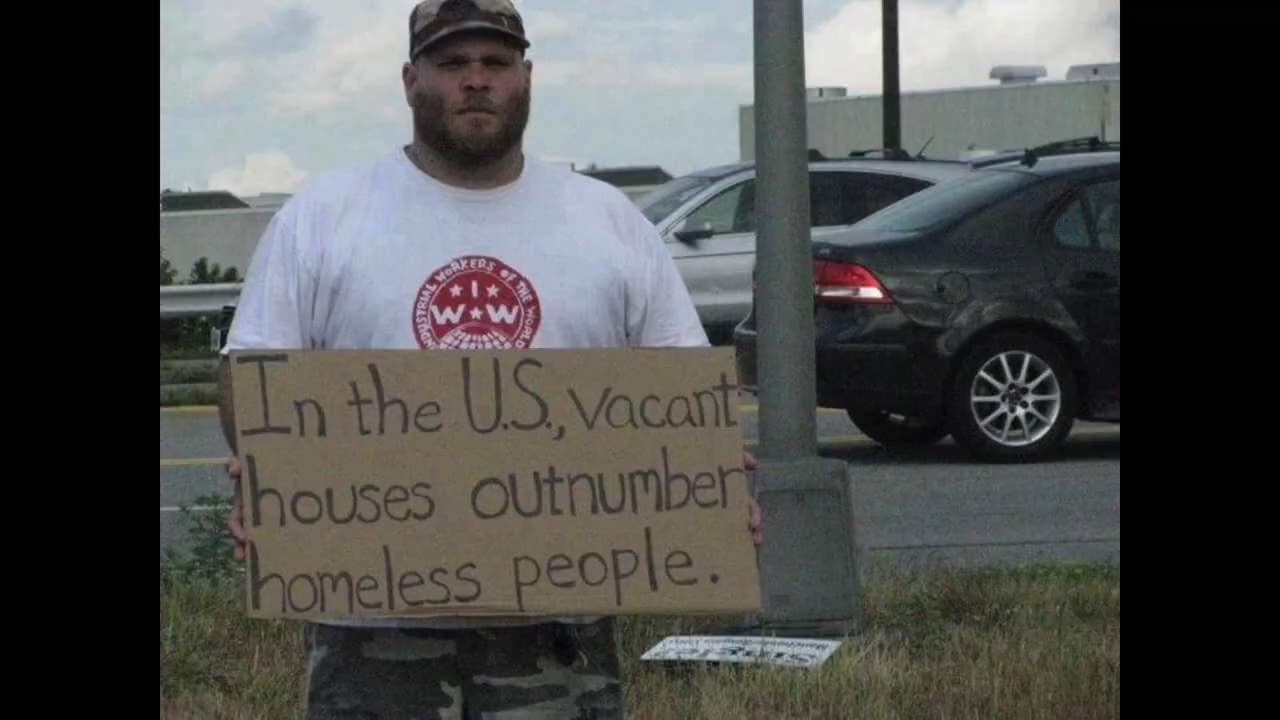 INDUSTRIAL WORKERS OF THE WORLD
I
W W
In the U.S., vacant
houses outnumber
homeless people.